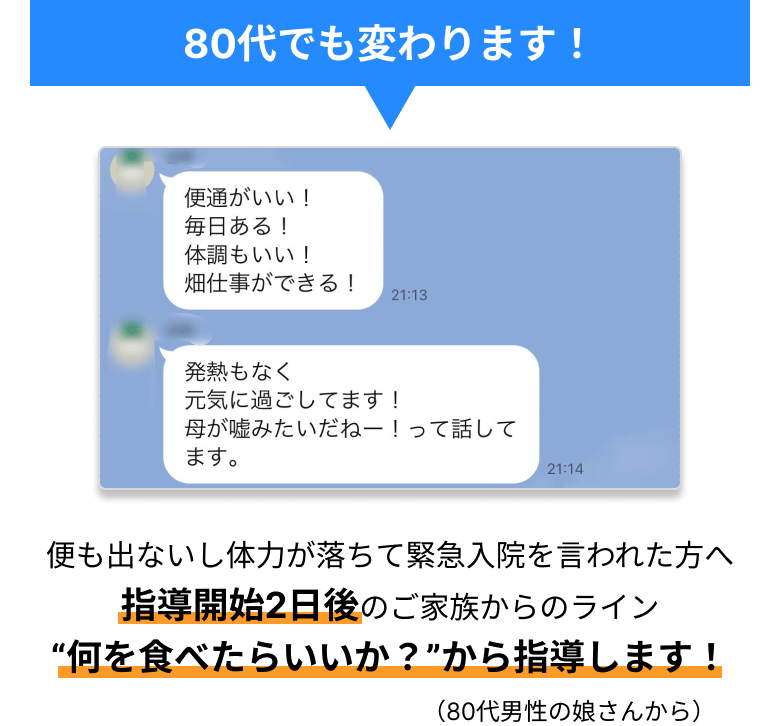 80代でも変わります！
便通がいい！
毎日ある！
体調もいい！
畑仕事ができる！
21:13
発熱もなく
元気に過ごしてます！
母が嘘みたいだねー！って話して
ます。
21:14
便も出ないし体力が落ちて緊急入院を言われた方へ
指導開始2日後のご家族からのライン
“何を食べたらいいか？”から指導します！
（80代男性の娘さんから）